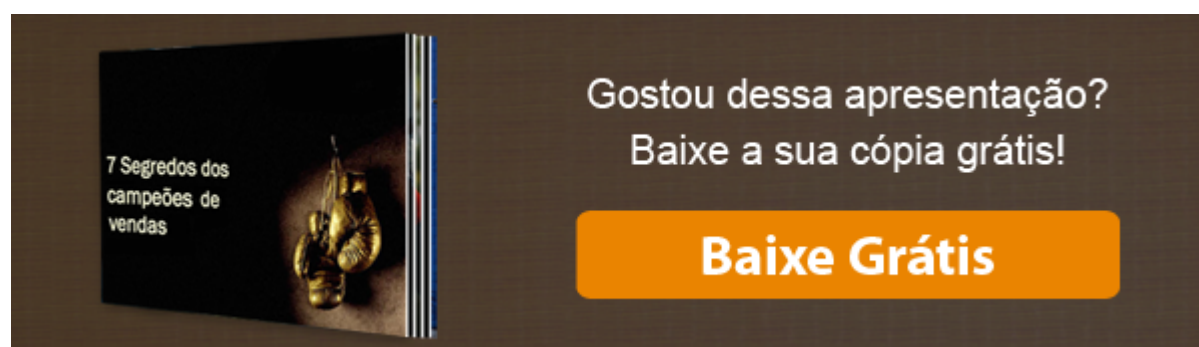 7 Segredos dos
campeões de
vendas
Gostou dessa apresentação?
Baixe a sua cópia grátis!
Baixe Grátis